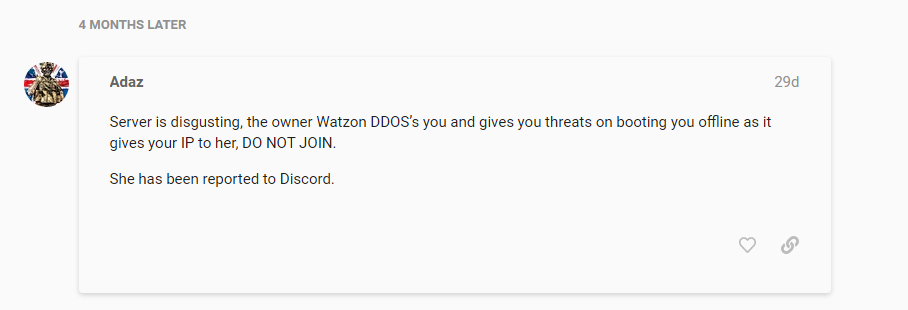 4 MONTHS LATER
Adaz
29d
Server is disgusting, the owner Watzon DDOS’s you and gives you threats on booting you offline as it
gives your IP to her, DO NOT JOIN.
She has been reported to Discord.